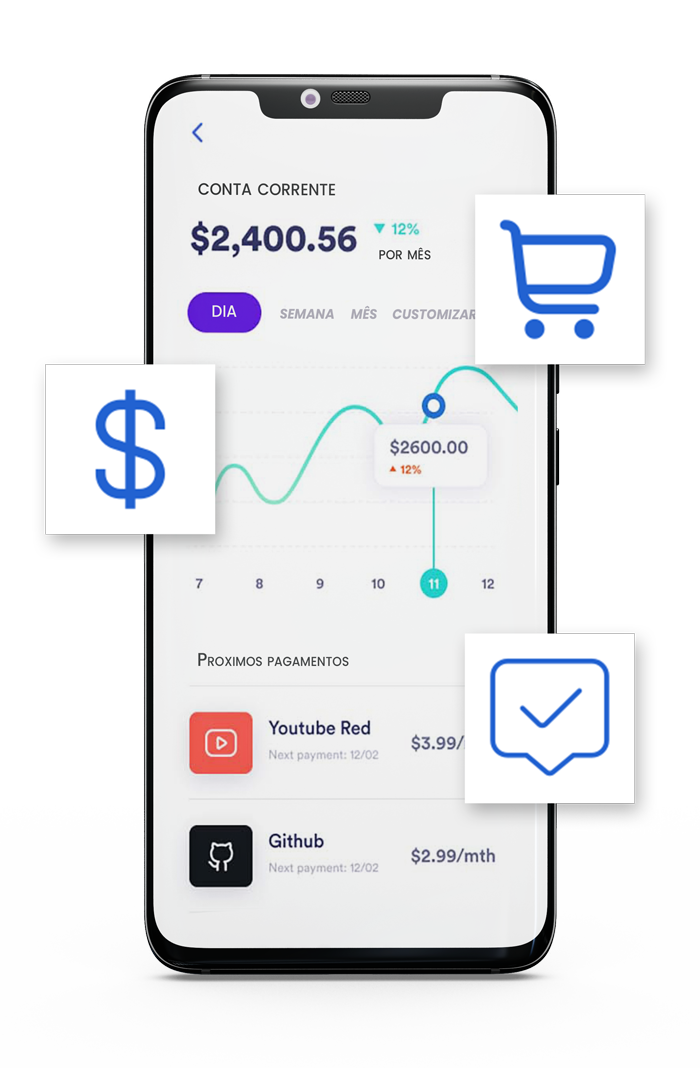 CONTA CORRENTE
$2,400.56 ▼ 12%
POR MÊS
DIA SEMANA MÊS CUSTOMIZAR
$
$2600.00
▲ 12%
7 8 9 10 11 12
PROXIMOS PAGAMENTOS
Youtube Red
$3.99/
Next payment: 12/02
Github
$2.99/mth
Next payment: 12/02